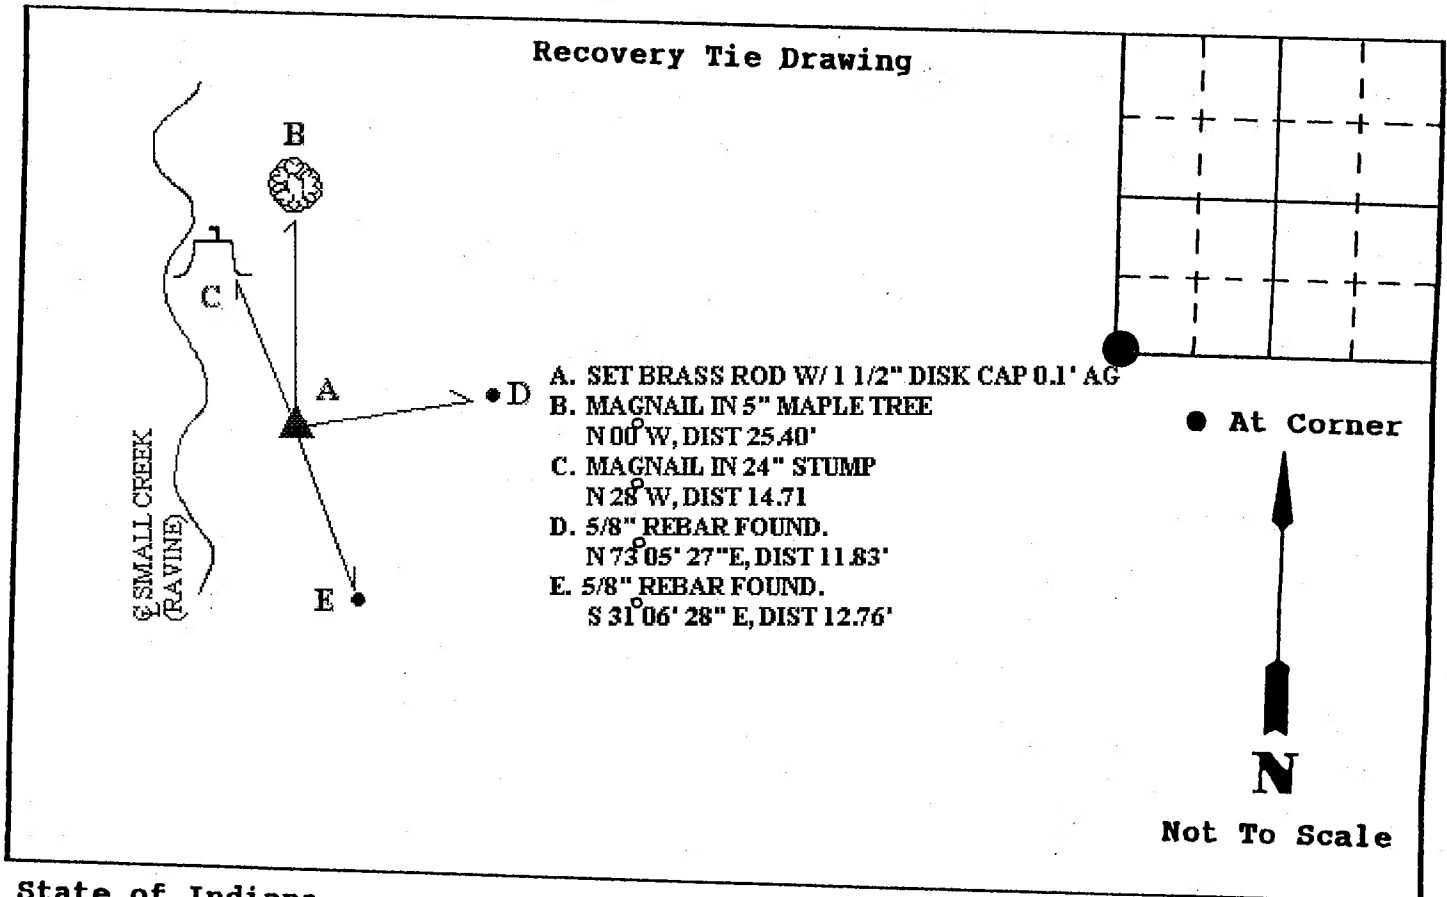 Recovery Tie Drawing
B
C
A
D
E
℄ SMALL CREEK
(RAVINE)
A. SET BRASS ROD W/ 1 1/2" DISK CAP 0.1' AG
B. MAGNAIL IN 5" MAPLE TREE
N 00° W, DIST 25.40'
C. MAGNAIL IN 24" STUMP
N 28° W, DIST 14.71
D. 5/8" REBAR FOUND.
N 73°05' 27"E, DIST 11.83'
E. 5/8" REBAR FOUND.
S 31°06' 28" E, DIST 12.76'
● At Corner
N
Not To Scale
State of Indiana